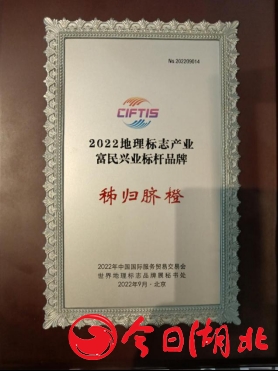 No.202209014
CIFTIS
2022地理标志产业
富民兴业标杆品牌
秭归脐橙
2022年中国国际服务贸易交易会
世界地理标志品牌展秘书处
2022年9月·北京
今日湖北